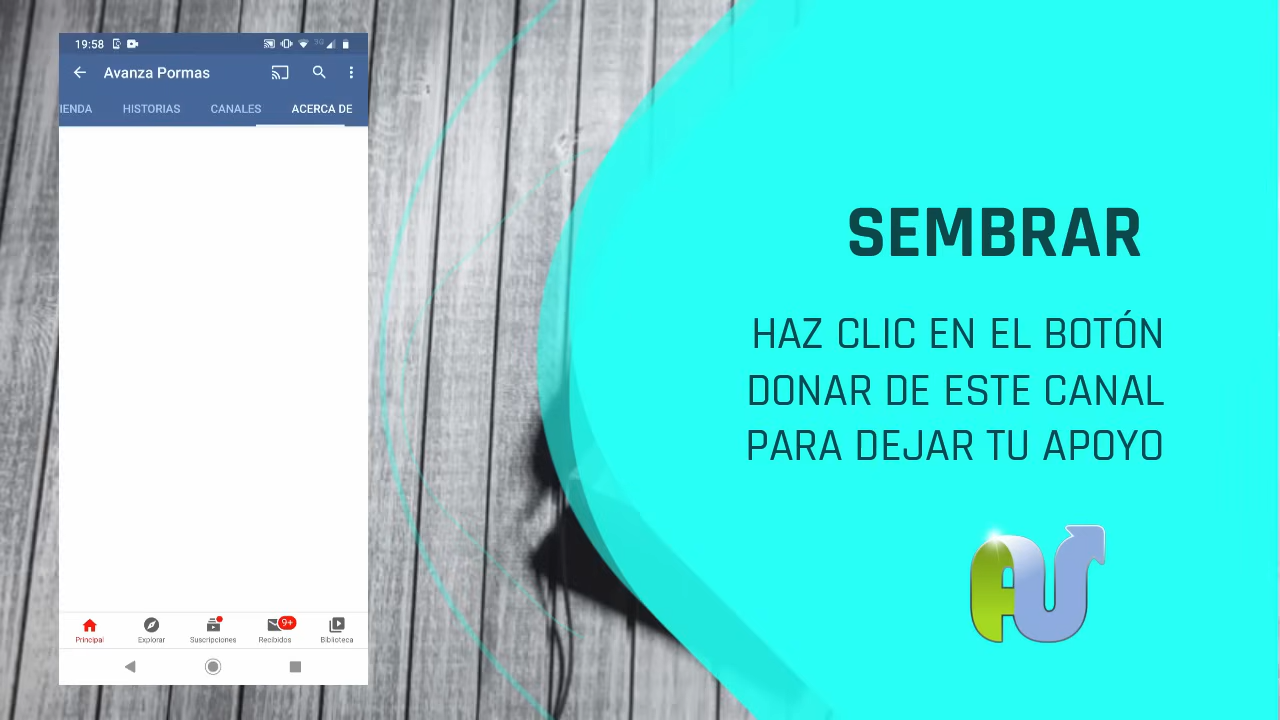 19:58
3G
Avanza Pormas
IENDA HISTORIAS CANALES ACERCA DE
SEMBRAR
HAZ CLIC EN EL BOTÓN
DONAR DE ESTE CANAL
PARA DEJAR TU APOYO
9+
Principal Explorar Suscripciones Recibidos Biblioteca